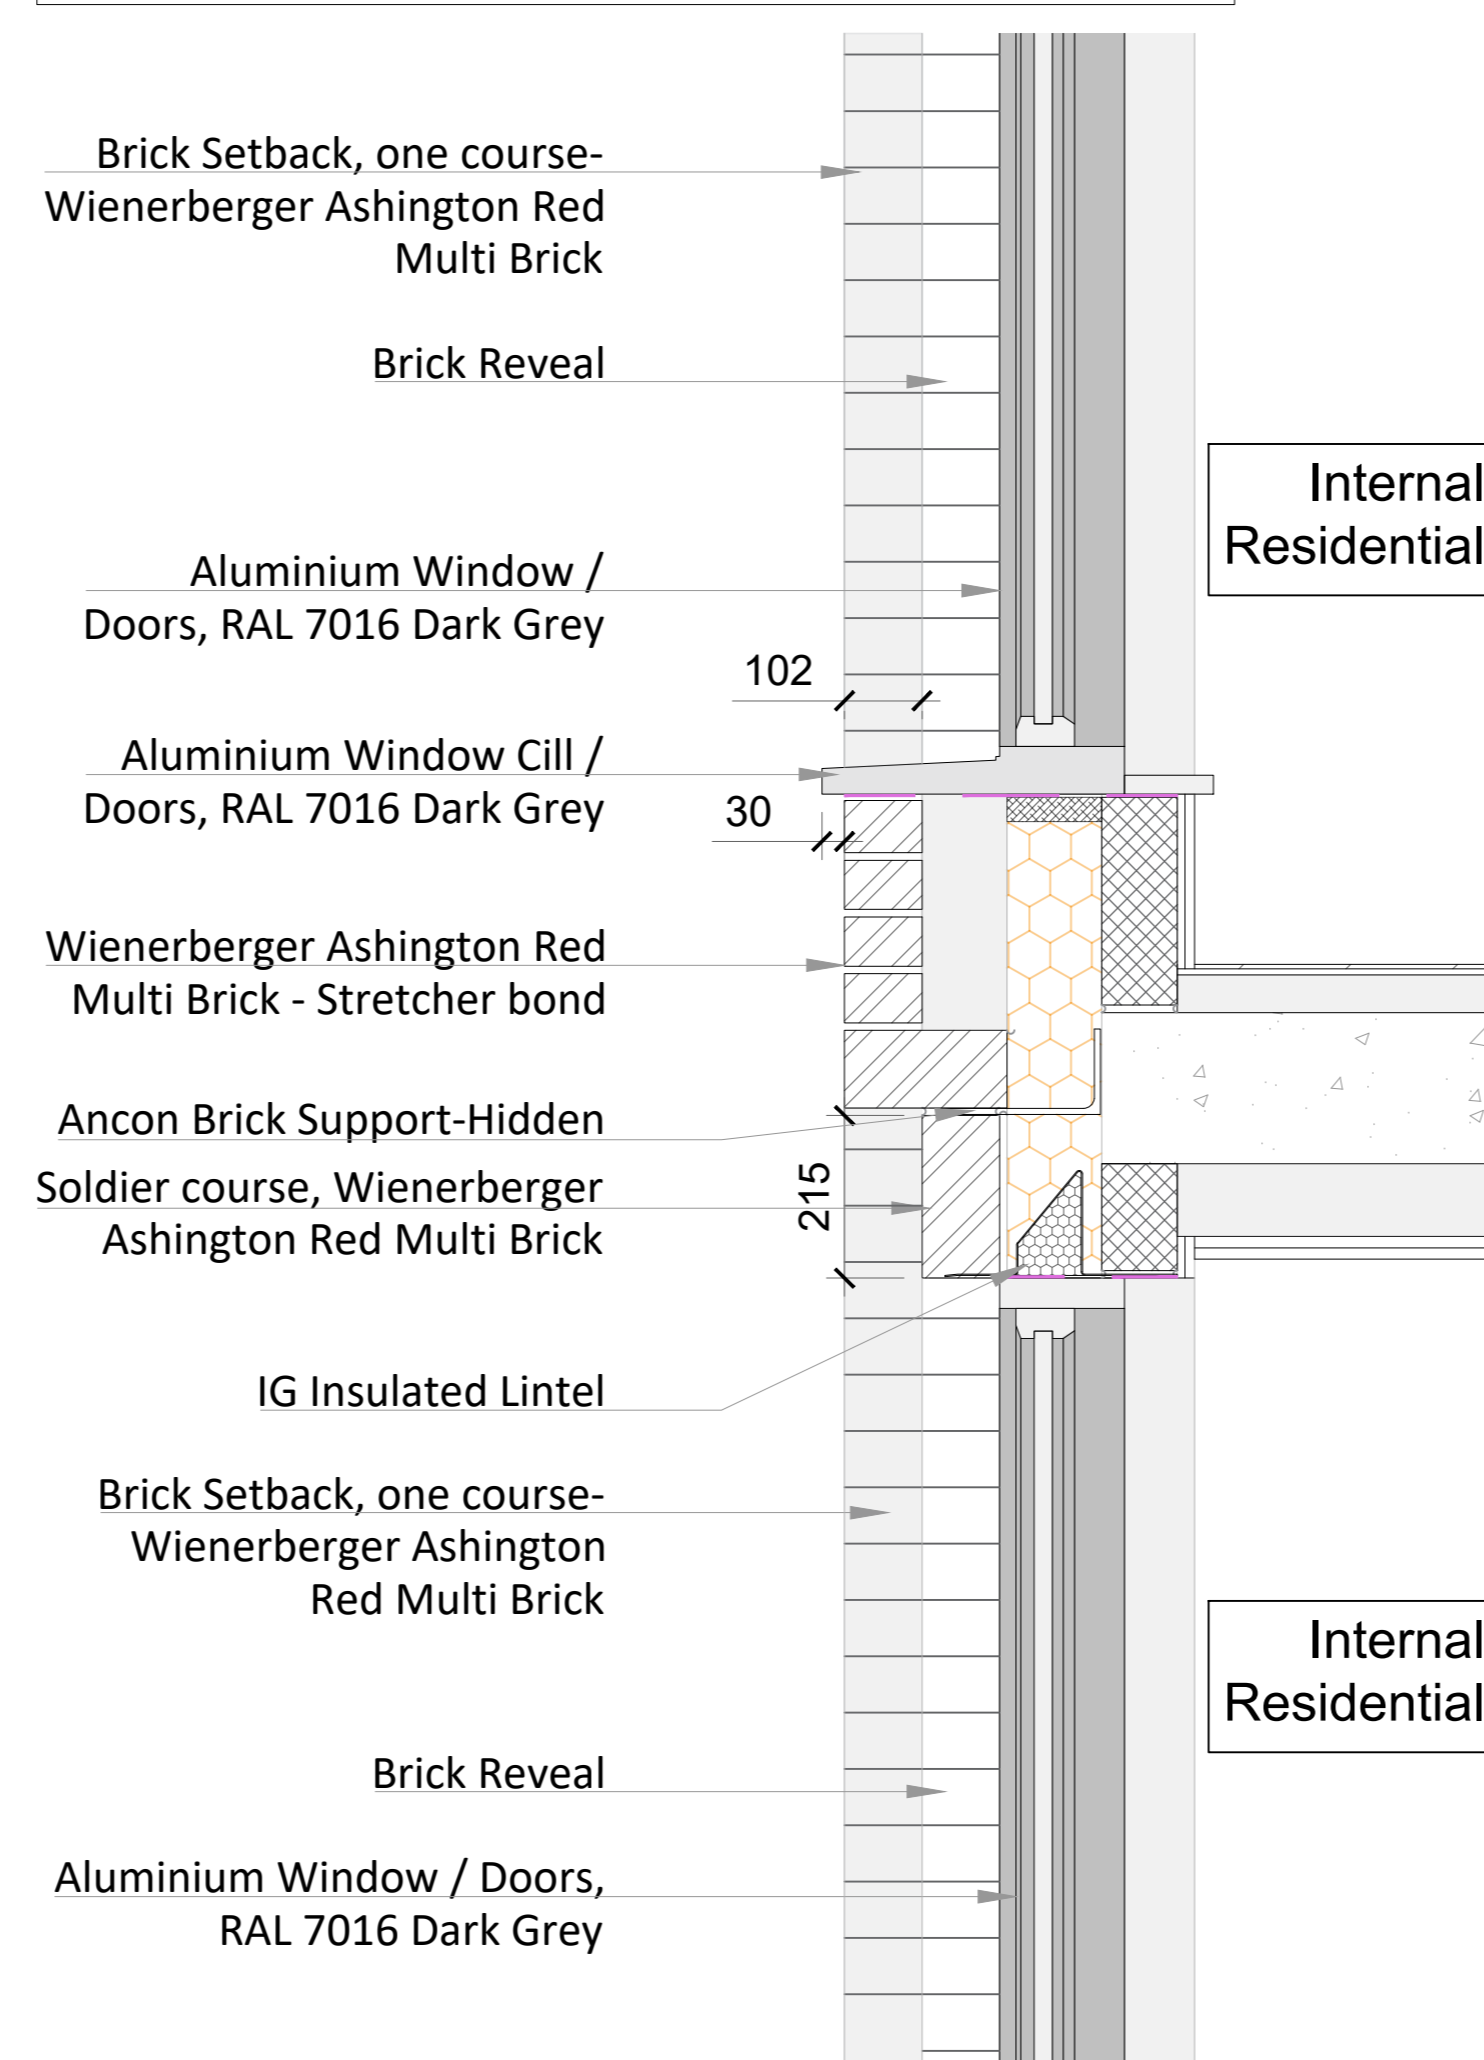 Brick Setback, one course-
Wienerberger Ashington Red
Multi Brick
Brick Reveal
Internal
Residential
Aluminium Window /
Doors, RAL 7016 Dark Grey
102
Aluminium Window Cill /
Doors, RAL 7016 Dark Grey
30
Wienerberger Ashington Red
Multi Brick - Stretcher bond
Ancon Brick Support-Hidden
Soldier course, Wienerberger
Ashington Red Multi Brick
215
IG Insulated Lintel
Brick Setback, one course-
Wienerberger Ashington
Red Multi Brick
Internal
Residential
Brick Reveal
Aluminium Window / Doors,
RAL 7016 Dark Grey